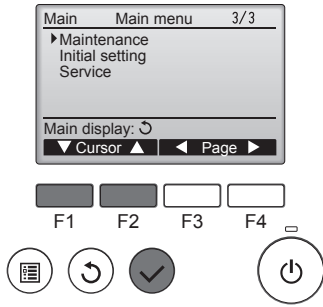 Main Main menu 3/3
Maintenance
Initial setting
Service
Main display:
Cursor Page
F1 F2 F3 F4